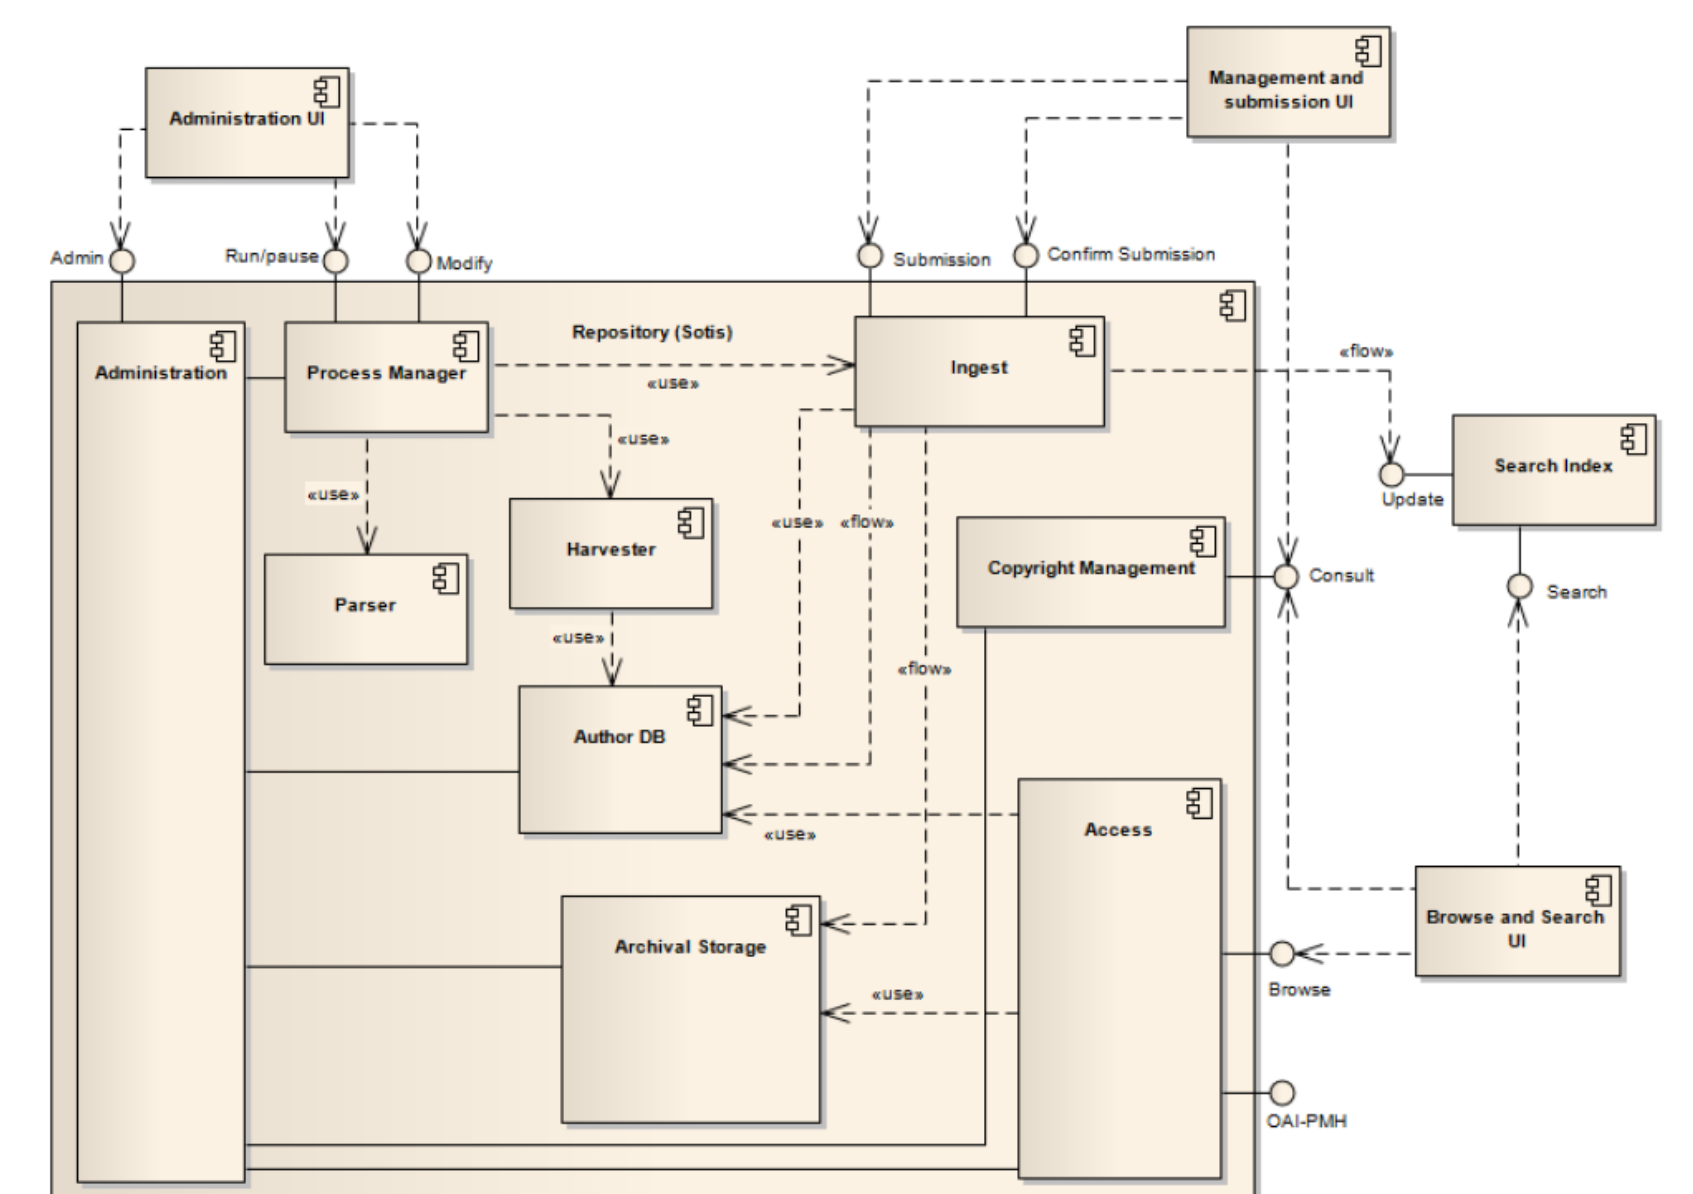 Management and
submission UI
Administration UI
Admin
Run/pause
Modify
Submission
Confirm Submission
Repository (Sotis)
Administration
Process Manager
«use»
Ingest
«flow»
«use»
Search Index
«use»
Update
«use»
«flow»
Harvester
Copyright Management
Consult
Search
Parser
«use»
«flow»
Author DB
Access
«use»
Browse and Search
UI
Archival Storage
«use»
Browse
OAI-PMH